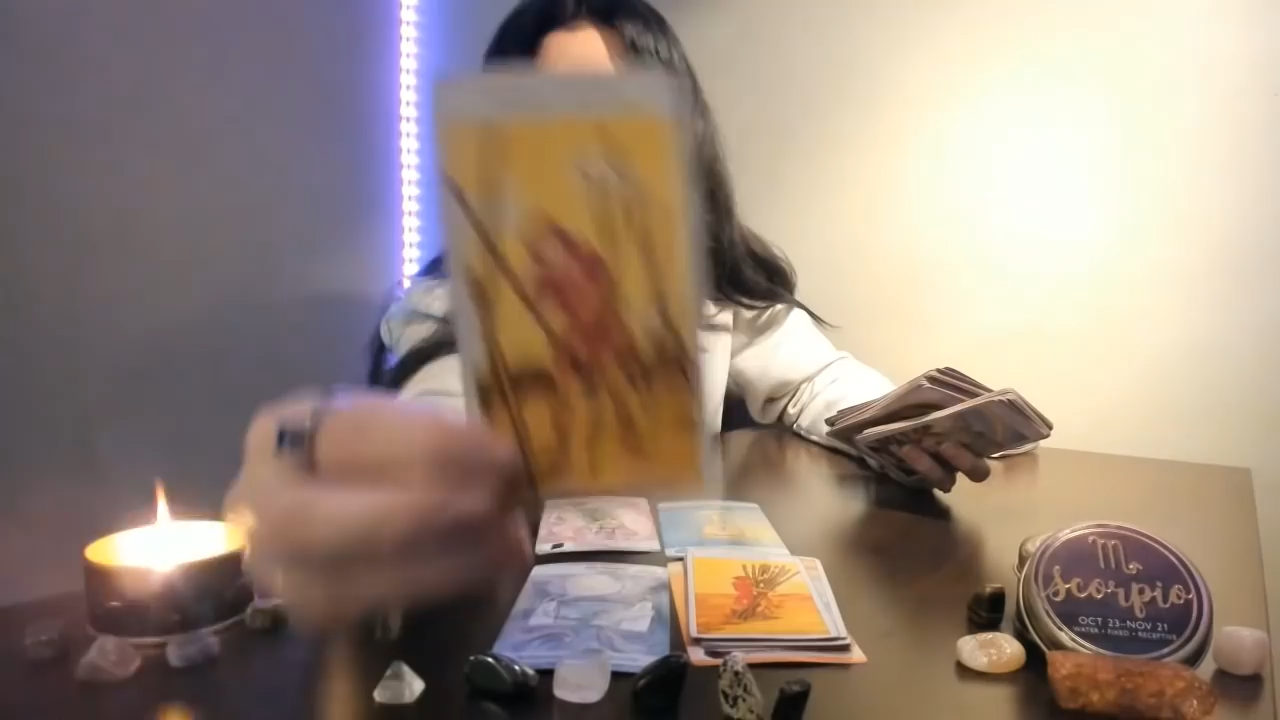 ♏
scorpio
OCT 23-NOV 21
WATER • FIXED • RECEPTIVE